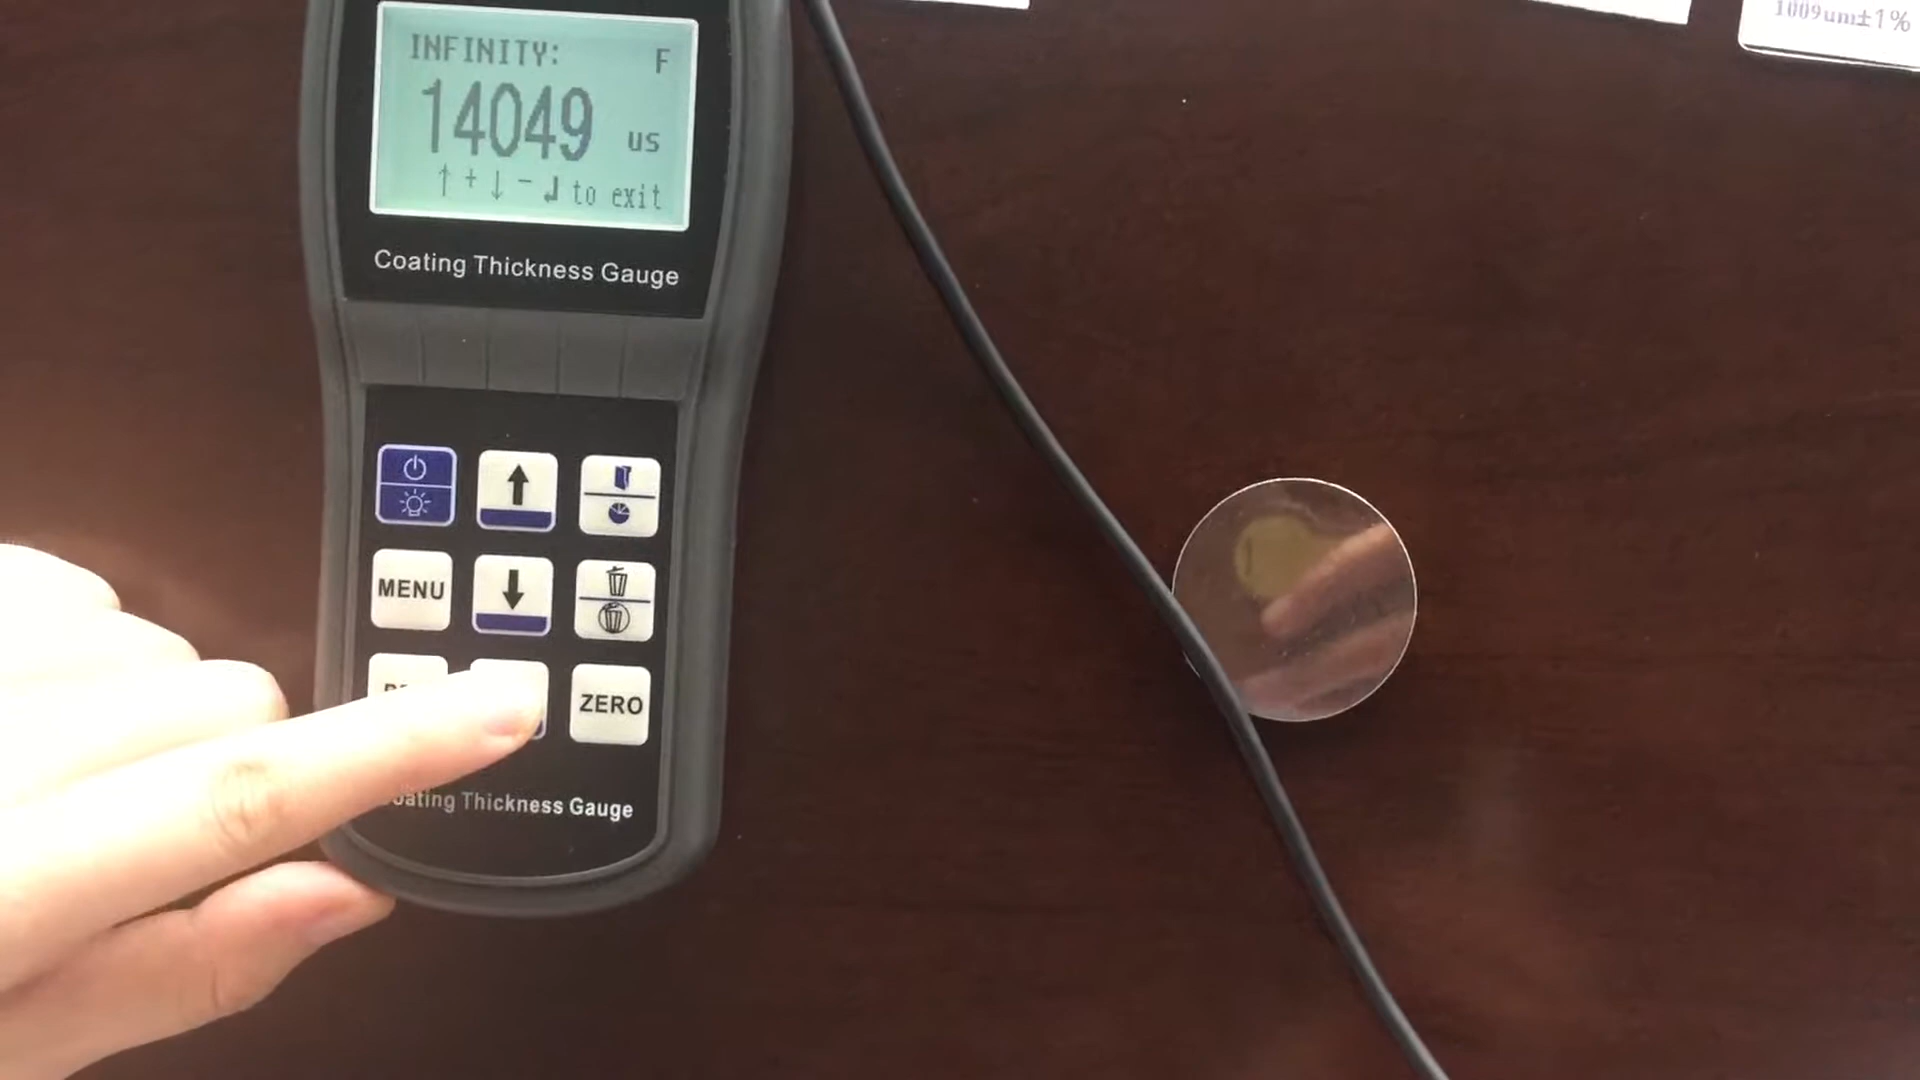 INFINITY: F
14049 us
↑ + ↓ - ↲ to exit
Coating Thickness Gauge
MENU
ZERO
Coating Thickness Gauge
1009um±1%